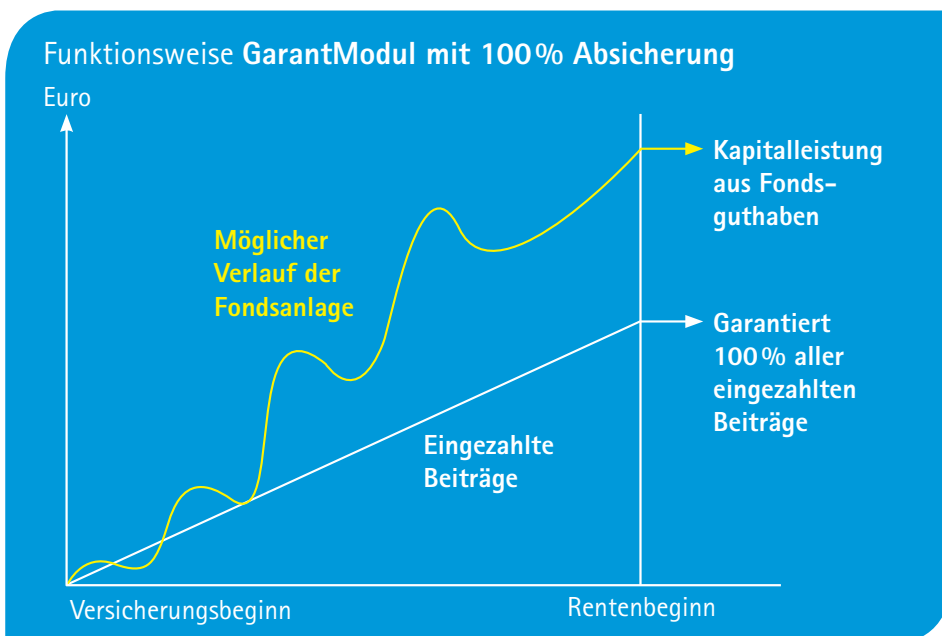 Funktionsweise GarantModul mit 100% Absicherung
Euro
Möglicher
Verlauf der
Fondsanlage
Kapitalleistung
aus Fonds-
guthaben
Garantiert
100% aller
eingezahlten
Beiträge
Eingezahlte
Beiträge
Versicherungsbeginn
Rentenbeginn